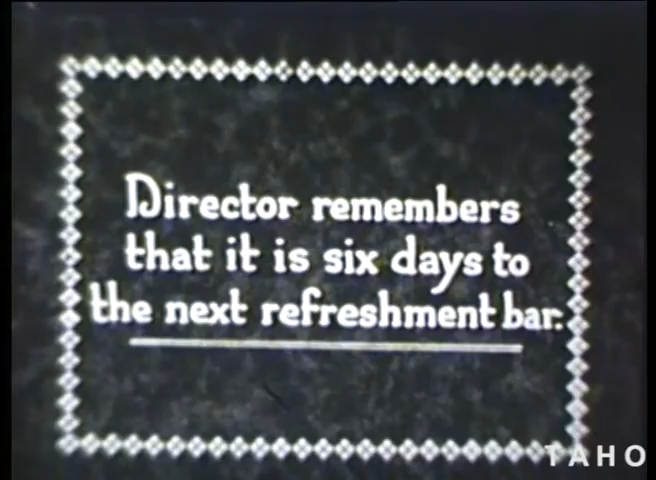 Director remembers
that it is six days to
the next refreshment bar.
TAHO